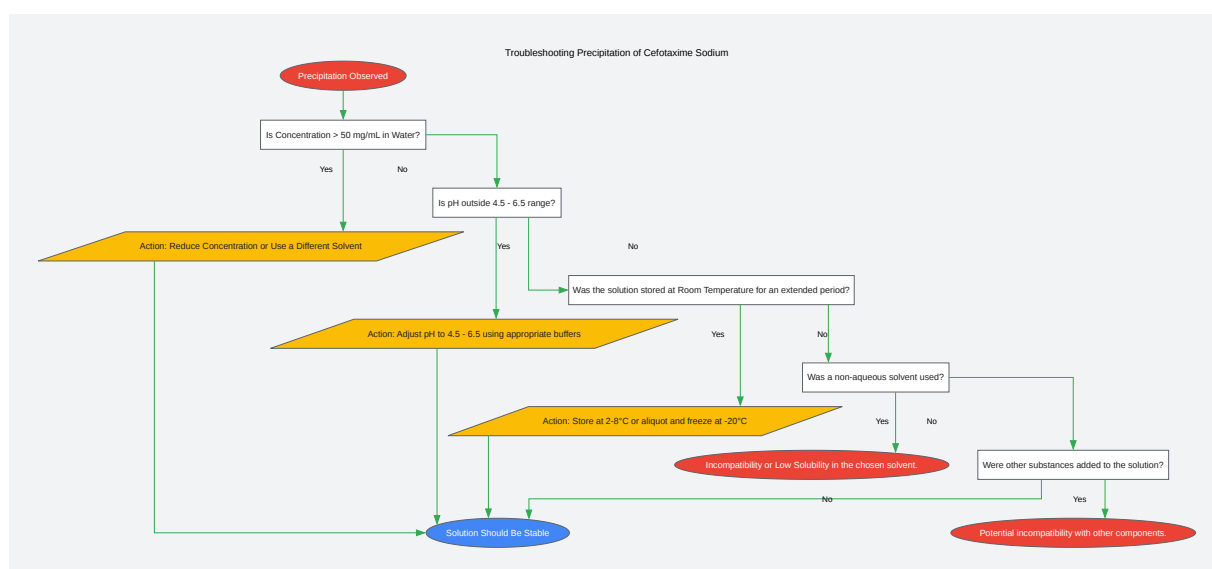 Troubleshooting Precipitation of Cefotaxime Sodium
Precipitation Observed
Is Concentration > 50 mg/mL in Water?
Yes
No
Is pH outside 4.5 - 6.5 range?
Action: Reduce Concentration or Use a Different Solvent
Yes
No
Was the solution stored at Room Temperature for an extended period?
Action: Adjust pH to 4.5 - 6.5 using appropriate buffers
Yes
No
Was a non-aqueous solvent used?
Action: Store at 2-8°C or aliquot and freeze at -20°C
Yes
No
Incompatibility or Low Solubility in the chosen solvent.
Were other substances added to the solution?
No
Yes
Solution Should Be Stable
Potential incompatibility with other components.